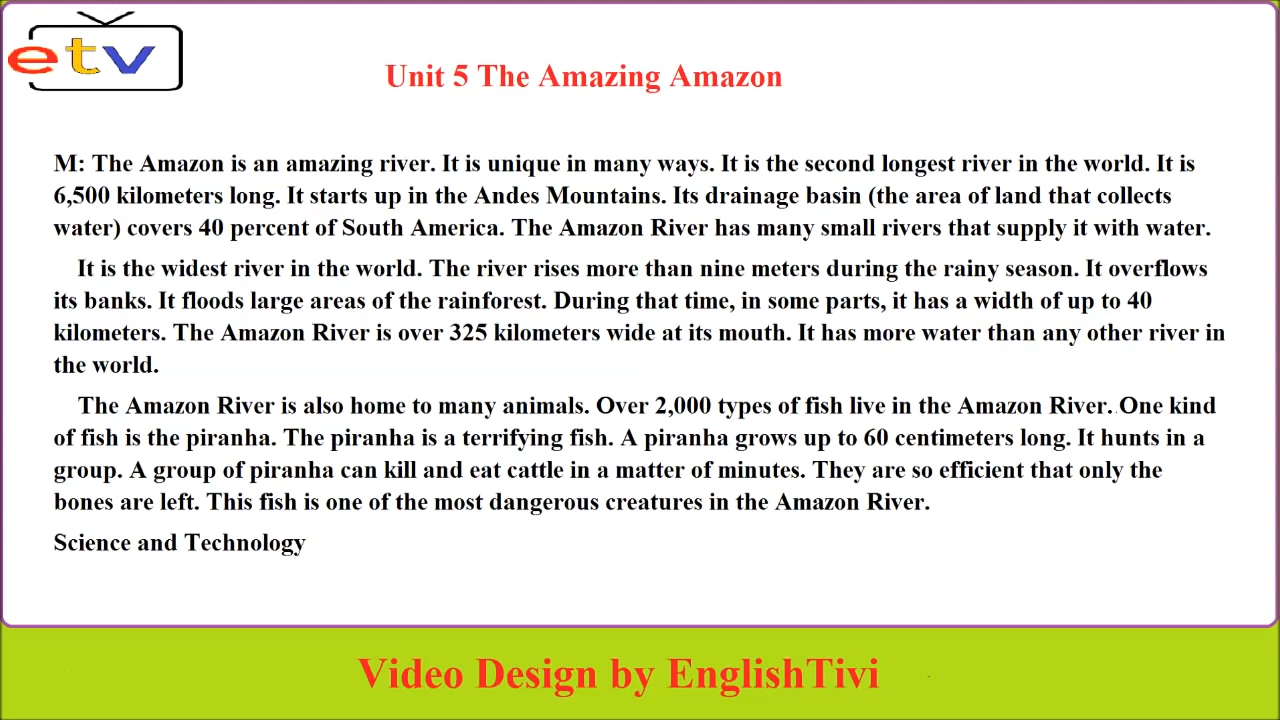 etv
Unit 5 The Amazing Amazon
M: The Amazon is an amazing river. It is unique in many ways. It is the second longest river in the world. It is
6,500 kilometers long. It starts up in the Andes Mountains. Its drainage basin (the area of land that collects
water) covers 40 percent of South America. The Amazon River has many small rivers that supply it with water.
It is the widest river in the world. The river rises more than nine meters during the rainy season. It overflows
its banks. It floods large areas of the rainforest. During that time, in some parts, it has a width of up to 40
kilometers. The Amazon River is over 325 kilometers wide at its mouth. It has more water than any other river in
the world.
The Amazon River is also home to many animals. Over 2,000 types of fish live in the Amazon River. One kind
of fish is the piranha. The piranha is a terrifying fish. A piranha grows up to 60 centimeters long. It hunts in a
group. A group of piranha can kill and eat cattle in a matter of minutes. They are so efficient that only the
bones are left. This fish is one of the most dangerous creatures in the Amazon River.
Science and Technology
Video Design by EnglishTivi